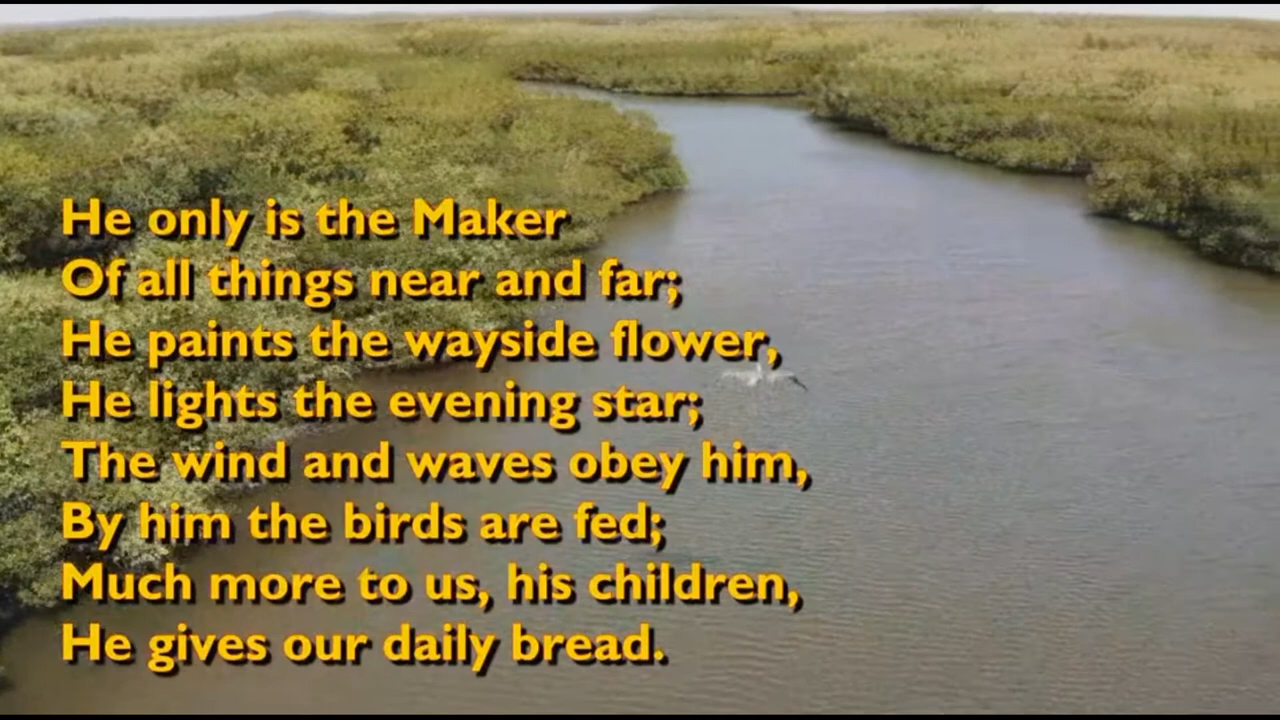 He only is the Maker
Of all things near and far;
He paints the wayside flower,
He lights the evening star;
The wind and waves obey him,
By him the birds are fed;
Much more to us, his children,
He gives our daily bread.